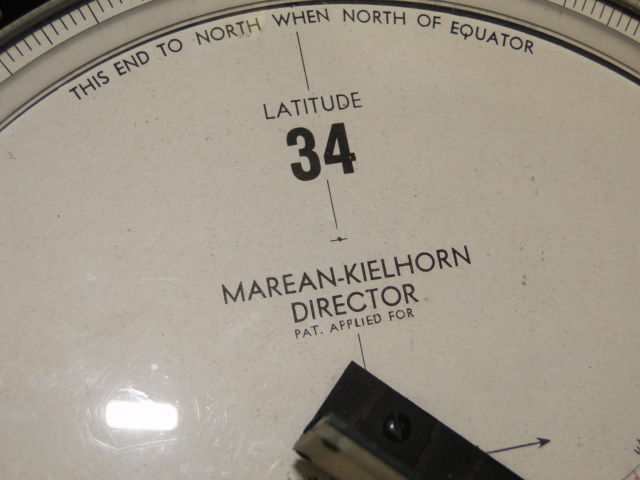 THIS END TO NORTH WHEN NORTH OF EQUATOR
LATITUDE
34
MAREAN-KIELHORN
DIRECTOR
PAT. APPLIED FOR